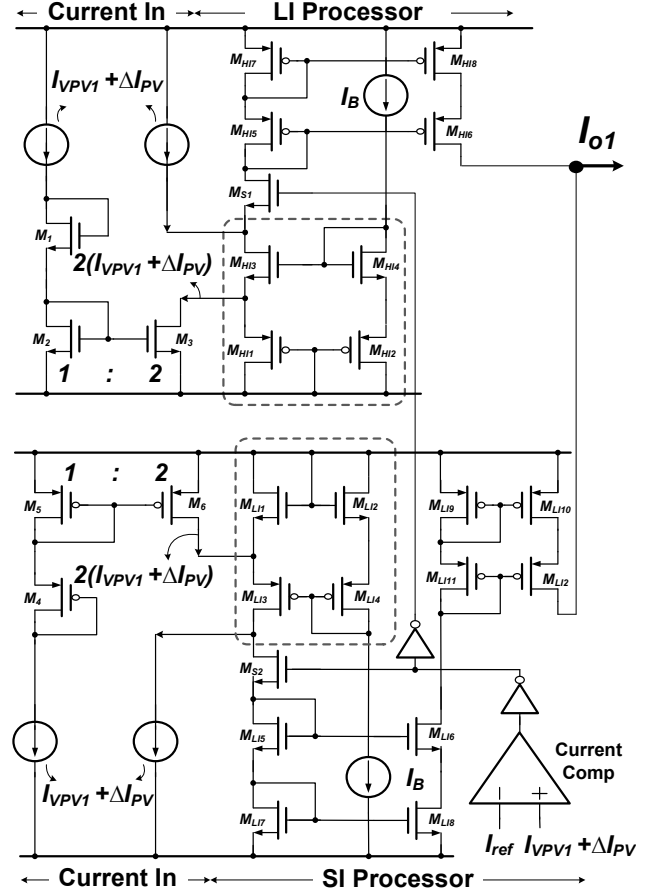 Current In LI Processor
M_HI7
M_HI8
I_VPV1 + ΔI_PV
I_B
M_HI5
M_HI6
I_o1
M_S1
M_1
2(I_VPV1 + ΔI_PV)
M_HI3
M_HI4
M_2
M_3
M_HI1
M_HI2
1 : 2
1 : 2
M_5
M_6
M_LI1
M_LI2
M_LI9
M_LI10
2(I_VPV1 + ΔI_PV)
M_4
M_LI3
M_LI4
M_LI11
M_LI2
M_S2
M_LI5
M_LI6
I_VPV1 + ΔI_PV
I_B
Current
Comp
M_LI7
M_LI8
I_ref I_VPV1 + ΔI_PV
Current In SI Processor